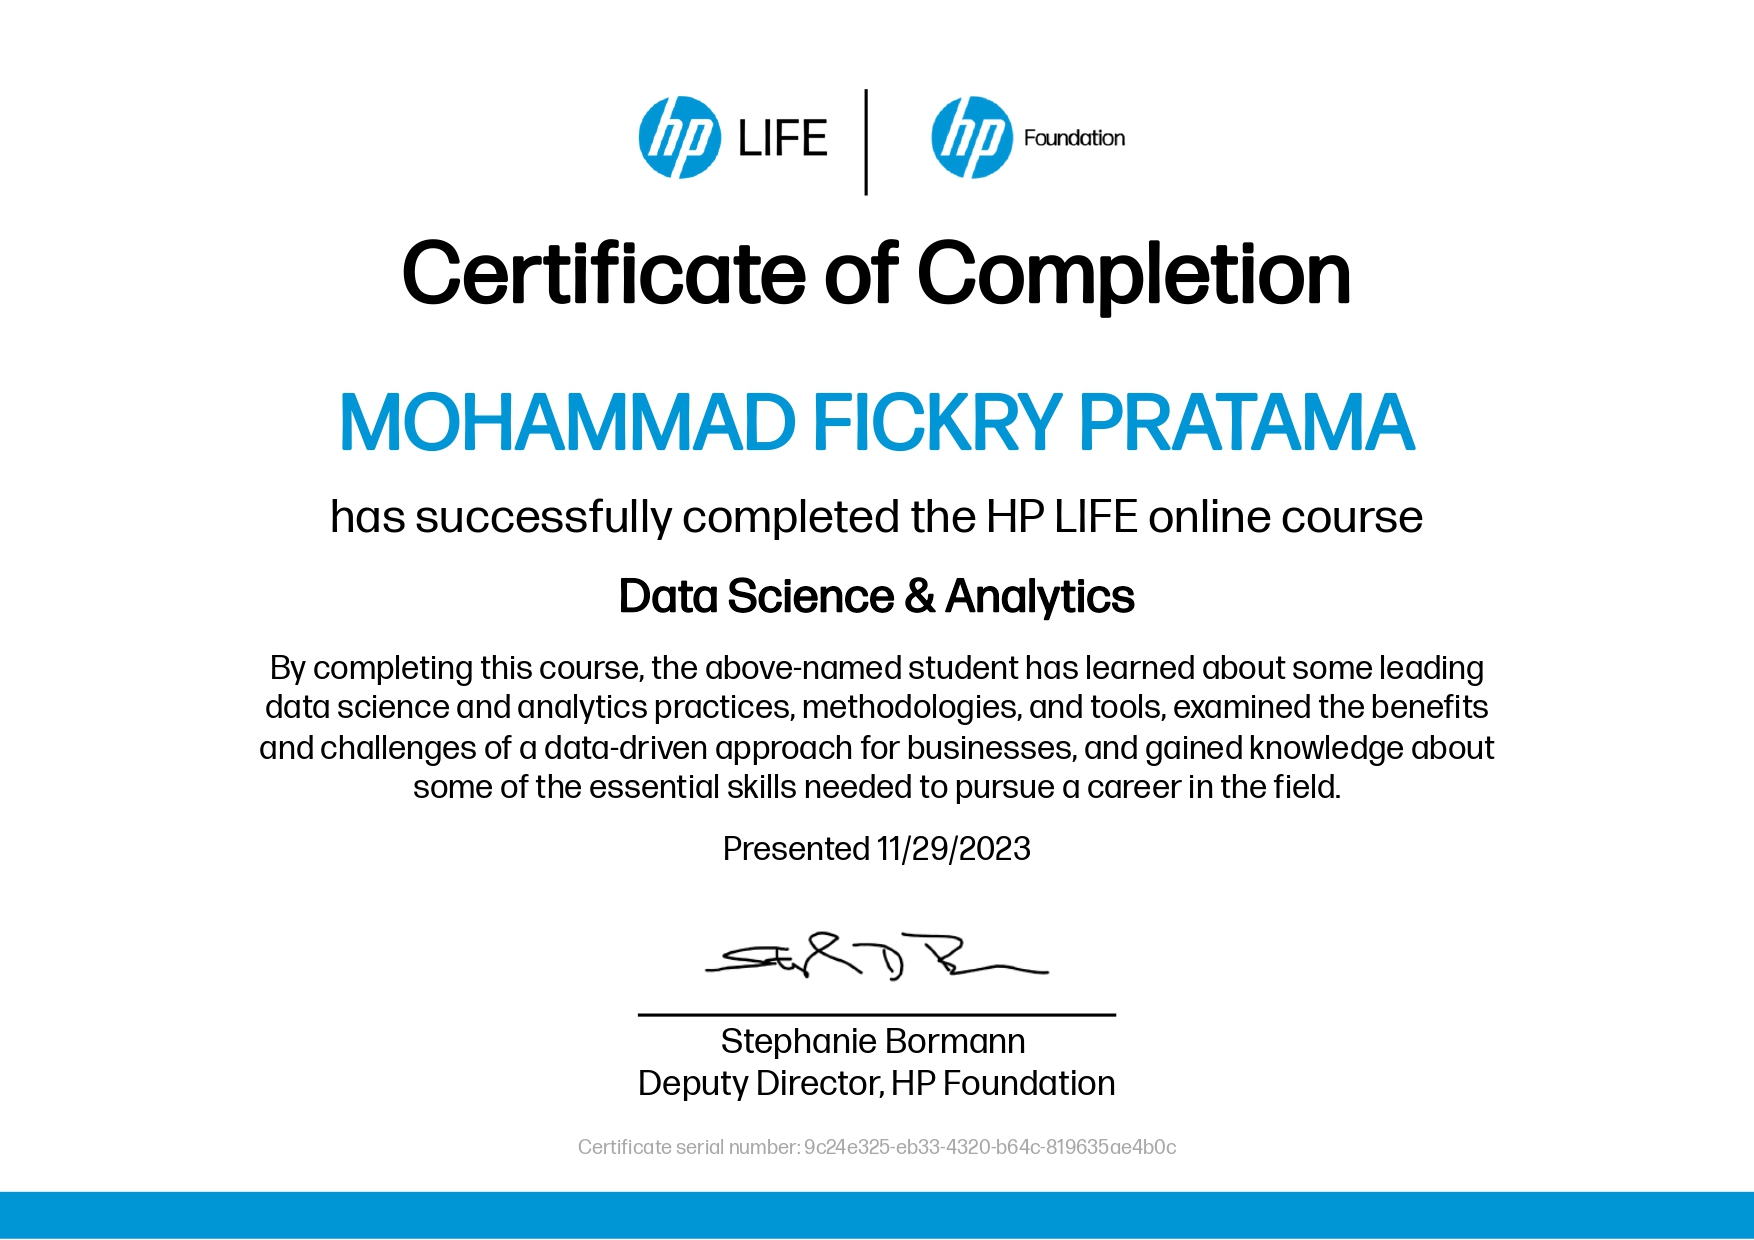 hp LIFE hp Foundation
Certificate of Completion
MOHAMMAD FICKRY PRATAMA
has successfully completed the HP LIFE online course
Data Science & Analytics
By completing this course, the above-named student has learned about some leading
data science and analytics practices, methodologies, and tools, examined the benefits
and challenges of a data-driven approach for businesses, and gained knowledge about
some of the essential skills needed to pursue a career in the field.
Presented 11/29/2023
Stephanie Bormann
Deputy Director, HP Foundation
Certificate serial number: 9c24e325-eb33-4320-b64c-819635ae4b0c